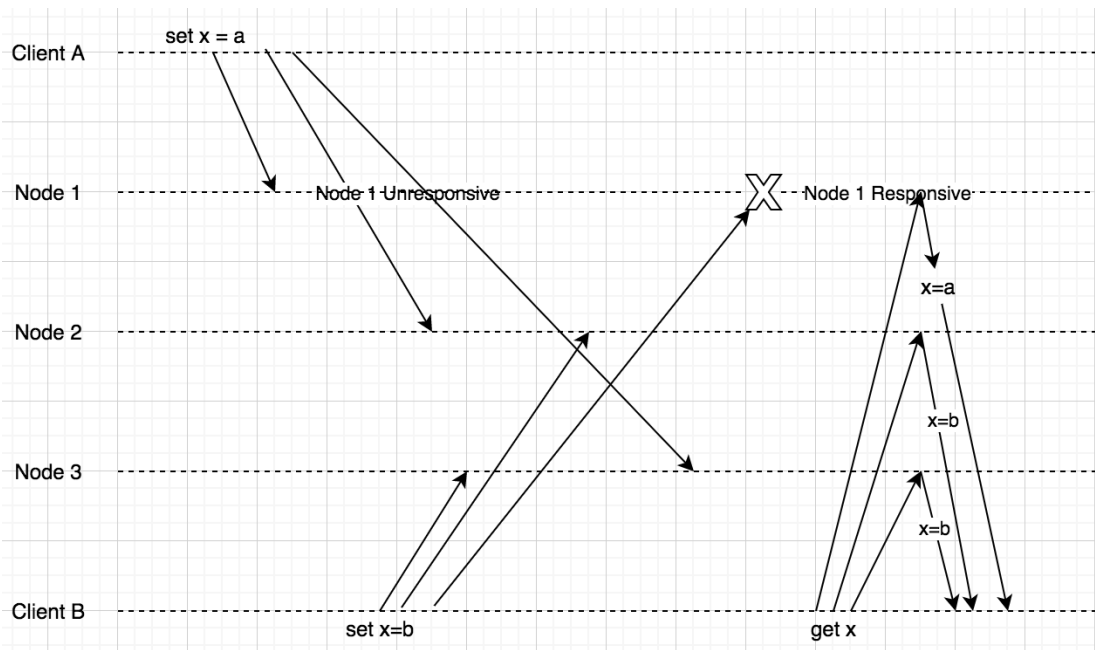 set x = a
Client A
Node 1
Node 1 Unresponsive
X
Node 1 Responsive
x=a
Node 2
x=b
Node 3
x=b
Client B
set x=b
get x